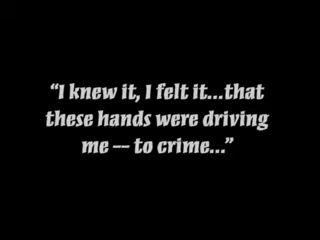 “I knew it, I felt it...that
these hands were driving
me -- to crime...”